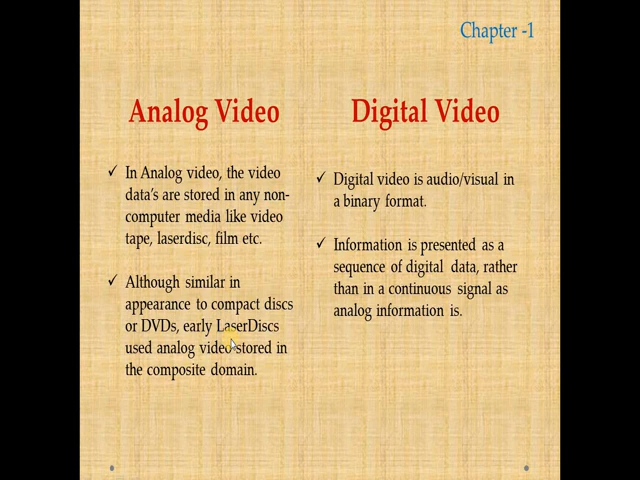 Chapter -1
Analog Video
In Analog video, the video
data's are stored in any non-
computer media like video
tape, laserdisc, film etc.
Although similar in
appearance to compact discs
or DVDs, early LaserDiscs
used analog video stored in
the composite domain.
Digital Video
Digital video is audio/visual in
a binary format.
Information is presented as a
sequence of digital data, rather
than in a continuous signal as
analog information is.